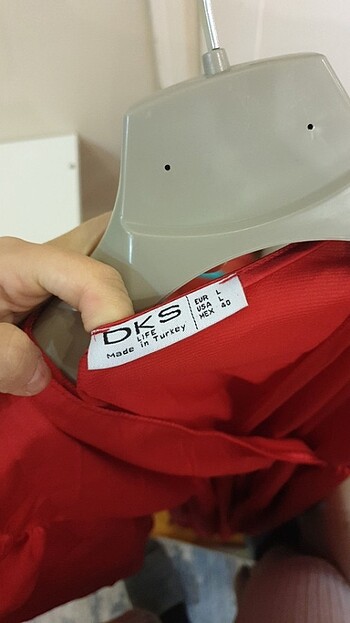 DKS
LIFE
Made in Turkey
EUR L
USA L
MEX 40